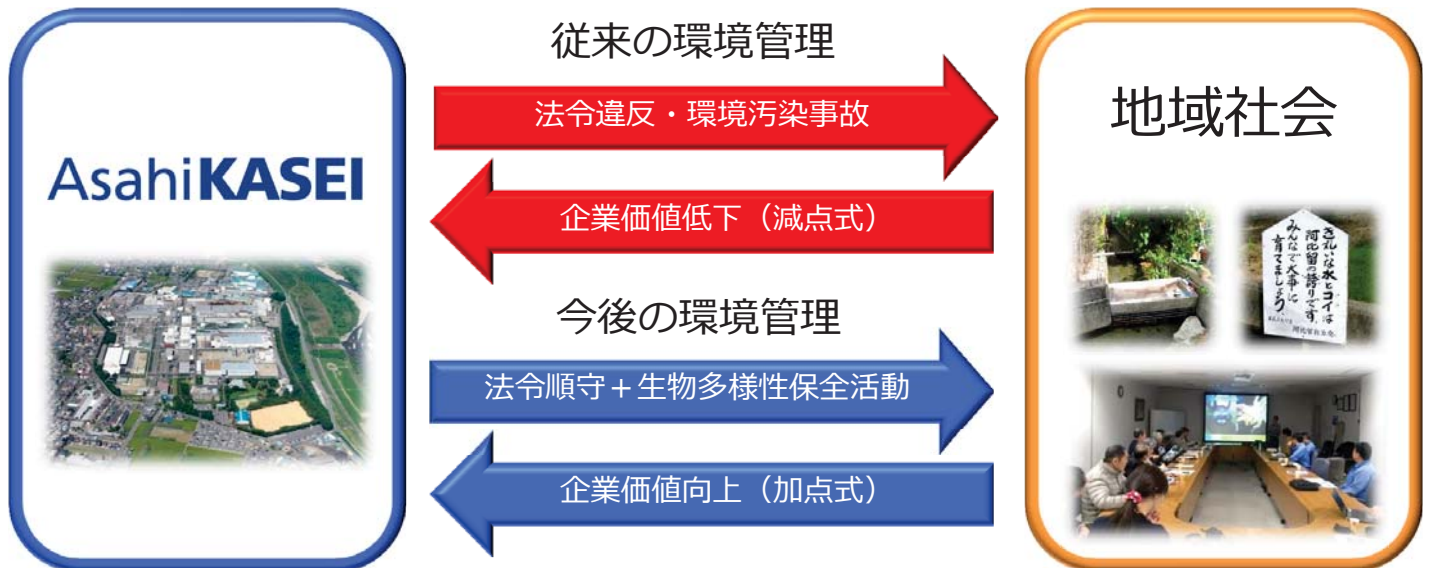 従来の環境管理
法令違反・環境汚染事故
AsahiKASEI
地域社会
企業価値低下（減点式）
きれいな水とコイは
阿比留の誇りです。
みんなで大事に
育てましょう。
今後の環境管理
法令順守＋生物多様性保全活動
企業価値向上（加点式）